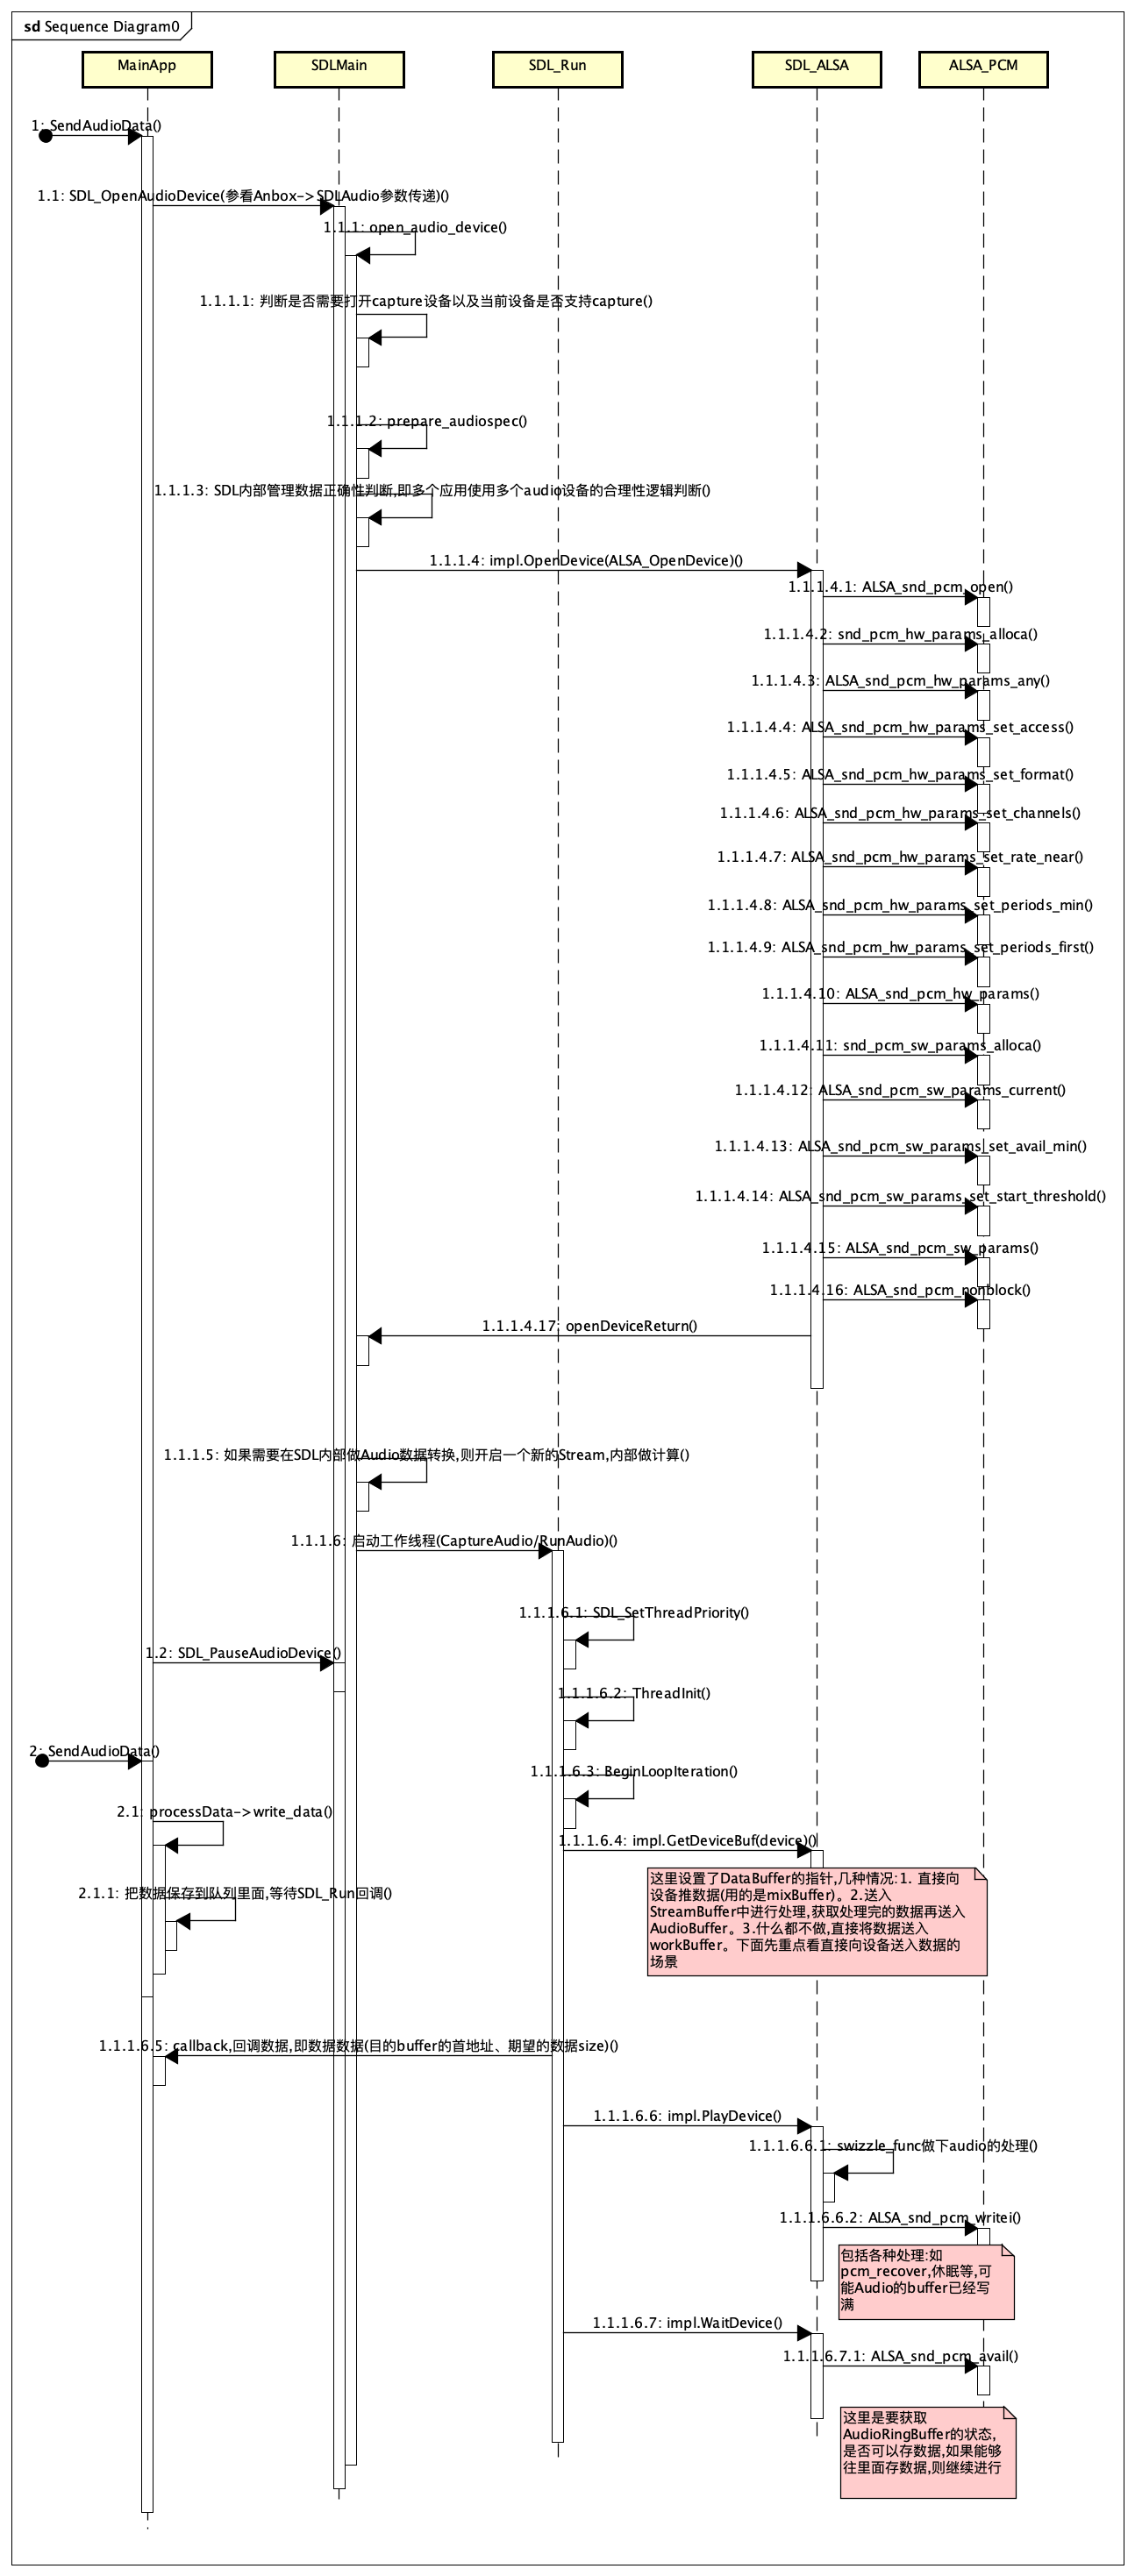 sd Sequence Diagram0
MainApp
SDLMain
SDL_Run
SDL_ALSA
ALSA_PCM
1: SendAudioData()
1.1: SDL_OpenAudioDevice(参看Anbox->SDLAudio参数传递)()
1.1.1: open_audio_device()
1.1.1.1: 判断是否需要打开capture设备以及当前设备是否支持capture()
1.1.1.2: prepare_audiospec()
1.1.1.3: SDL内部管理数据正确性判断,即多个应用使用多个audio设备的合理性逻辑判断()
1.1.1.4: impl.OpenDevice(ALSA_OpenDevice)()
1.1.1.4.1: ALSA_snd_pcm_open()
1.1.1.4.2: snd_pcm_hw_params_alloca()
1.1.1.4.3: ALSA_snd_pcm_hw_params_any()
1.1.1.4.4: ALSA_snd_pcm_hw_params_set_access()
1.1.1.4.5: ALSA_snd_pcm_hw_params_set_format()
1.1.1.4.6: ALSA_snd_pcm_hw_params_set_channels()
1.1.1.4.7: ALSA_snd_pcm_hw_params_set_rate_near()
1.1.1.4.8: ALSA_snd_pcm_hw_params_set_periods_min()
1.1.1.4.9: ALSA_snd_pcm_hw_params_set_periods_first()
1.1.1.4.10: ALSA_snd_pcm_hw_params()
1.1.1.4.11: snd_pcm_sw_params_alloca()
1.1.1.4.12: ALSA_snd_pcm_sw_params_current()
1.1.1.4.13: ALSA_snd_pcm_sw_params_set_avail_min()
1.1.1.4.14: ALSA_snd_pcm_sw_params_set_start_threshold()
1.1.1.4.15: ALSA_snd_pcm_sw_params()
1.1.1.4.16: ALSA_snd_pcm_nonblock()
1.1.1.4.17: openDeviceReturn()
1.1.1.5: 如果需要在SDL内部做Audio数据转换,则开启一个新的Stream,内部做计算()
1.1.1.6: 启动工作线程(CaptureAudio/RunAudio)()
1.1.1.6.1: SDL_SetThreadPriority()
1.2: SDL_PauseAudioDevice()
1.1.1.6.2: ThreadInit()
2: SendAudioData()
1.1.1.6.3: BeginLoopIteration()
2.1: processData->write_data()
1.1.1.6.4: impl.GetDeviceBuf(device)()
这里设置了DataBuffer的指针,几种情况:1. 直接向
设备推数据(用的是mixBuffer)。2.送入
StreamBuffer中进行处理,获取处理完的数据再送入
AudioBuffer。3.什么都不做,直接将数据送入
workBuffer。下面先重点看直接向设备送入数据的
场景
2.1.1: 把数据保存到队列里面,等待SDL_Run回调()
1.1.1.6.5: callback,回调数据,即数据数据(目的buffer的首地址、期望的数据size)()
1.1.1.6.6: impl.PlayDevice()
1.1.1.6.6.1: swizzle_func做下audio的处理()
1.1.1.6.6.2: ALSA_snd_pcm_writei()
包括各种处理:如
pcm_recover,休眠等,可
能Audio的buffer已经写
满
1.1.1.6.7: impl.WaitDevice()
1.1.1.6.7.1: ALSA_snd_pcm_avail()
这里是要获取
AudioRingBuffer的状态,
是否可以存数据,如果能够
往里面存数据,则继续进行